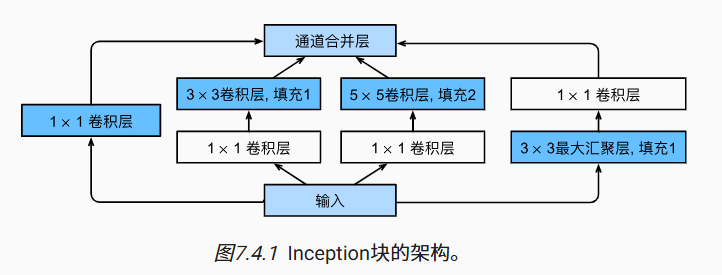 通道合并层
3 × 3卷积层, 填充1
5 × 5卷积层, 填充2
1 × 1 卷积层
1 × 1 卷积层
1 × 1 卷积层
1 × 1 卷积层
3 × 3最大汇聚层, 填充1
输入
图7.4.1 Inception块的架构。